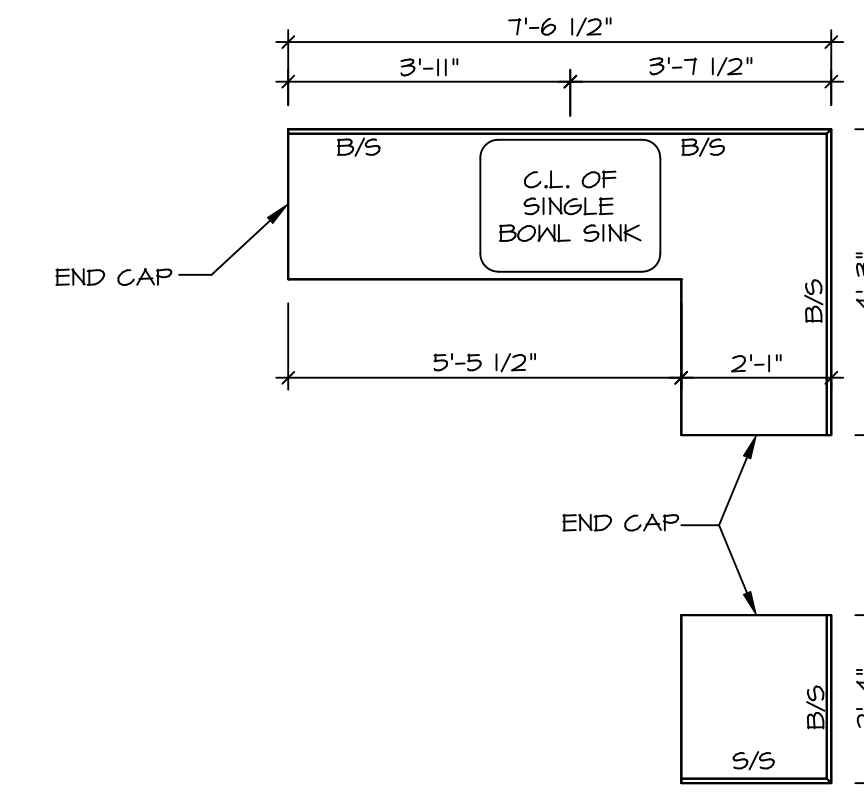 7'-6 1/2"
3'-11"
3'-7 1/2"
B/S
B/S
C.L. OF
SINGLE
BOWL SINK
END CAP
B/S
5'-5 1/2"
2'-1"
END CAP
B/S
S/S